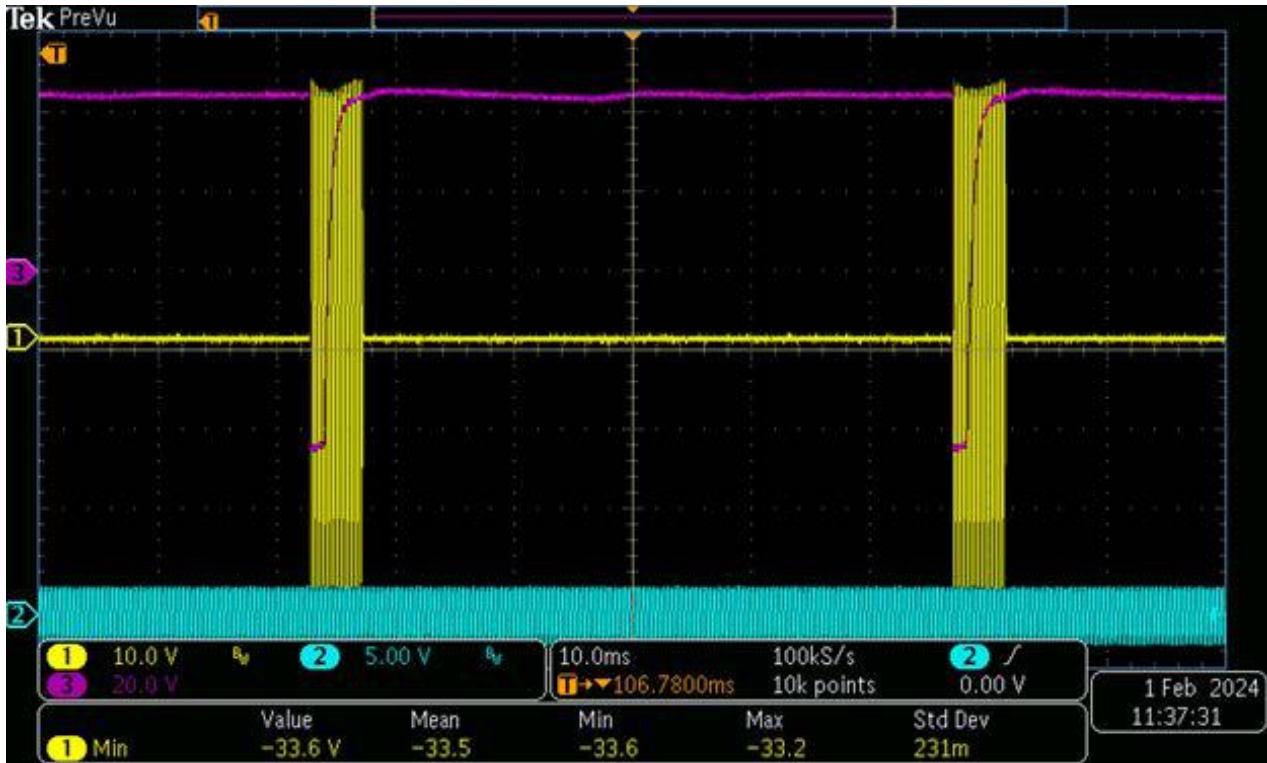 Tek PreVu T
T
3
1
2
1 10.0 V BW 2 5.00 V BW 10.0ms 100kS/s 2 0.00 V
3 20.0 V T→▼106.7800ms 10k points
1 Feb 2024
11:37:31
Value Mean Min Max Std Dev
1 Min −33.6 V −33.5 −33.6 −33.2 231m